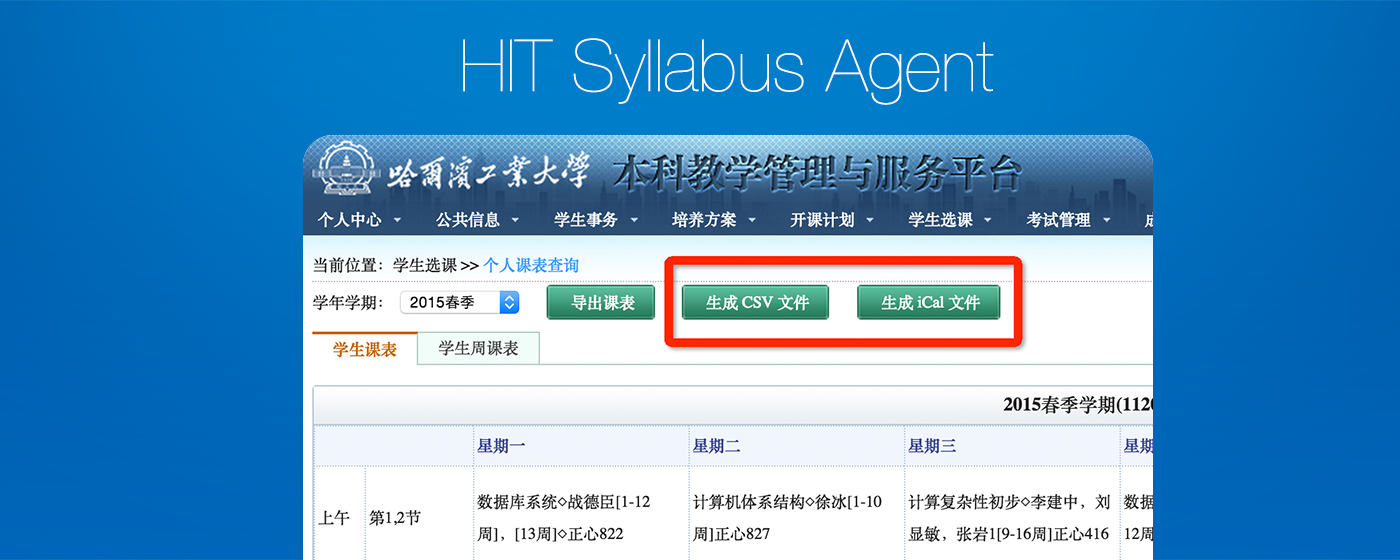 HIT Syllabus Agent
哈爾濱工業大學 本科教学管理与服务平台
个人中心 公共信息 学生事务 培养方案 开课计划 学生选课 考试管理
当前位置：学生选课 >> 个人课表查询
学年学期： 2015春季 导出课表 生成 CSV 文件 生成 iCal 文件
学生课表 学生周课表
2015春季学期(112
星期一 星期二 星期三 星期
上午 第1,2节
数据库系统◇战德臣[1-12
周]，[13周]◇正心822
计算机体系结构◇徐冰[1-10
周]正心827
计算复杂性初步◇李建中，刘
显敏，张岩1[9-16周]正心416
数据
12周